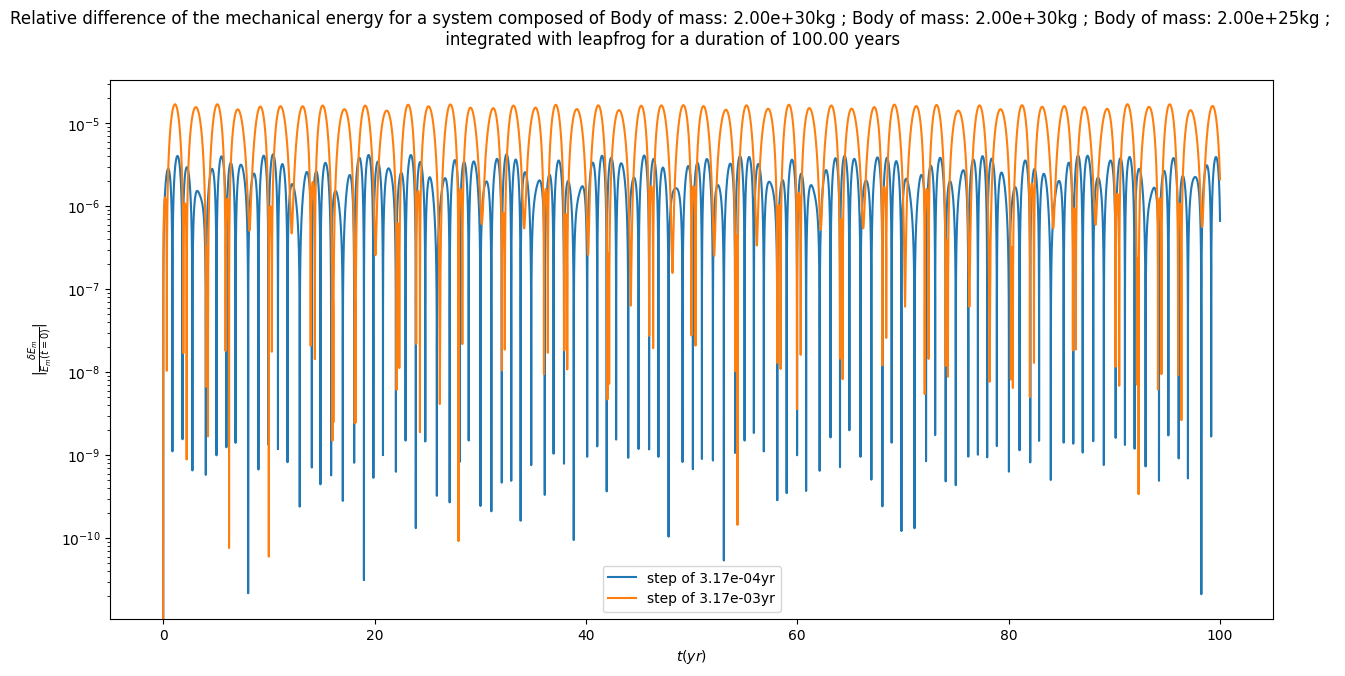 Relative difference of the mechanical energy for a system composed of Body of mass: 2.00e+30kg ; Body of mass: 2.00e+30kg ; Body of mass: 2.00e+25kg ;
integrated with leapfrog for a duration of 100.00 years
10⁻⁵
10⁻⁶
10⁻⁷
10⁻⁸
10⁻⁹
10⁻¹⁰
|δEₘ/Eₘ(t=0)|
step of 3.17e-04yr
step of 3.17e-03yr
0 20 40 60 80 100
t(yr)